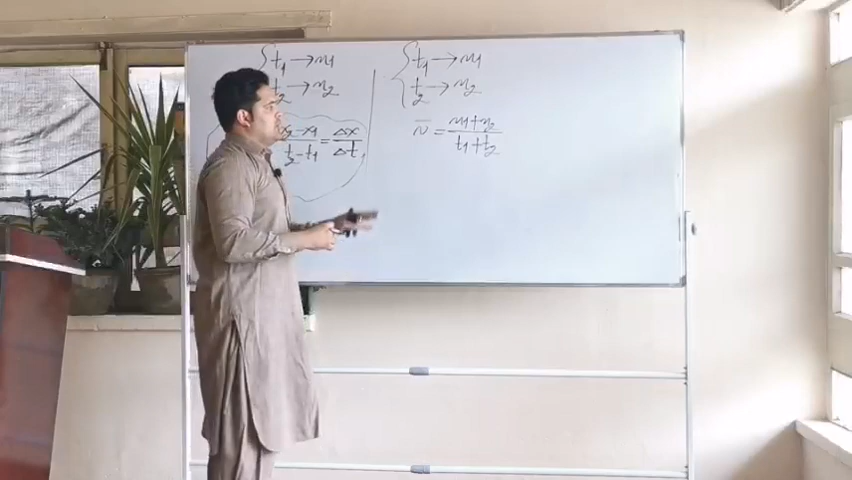 t₁ → x₁
t₂ → x₂
x₂-x₁ / t₂-t₁ = Δx / Δt
t₁ → x₁
t₂ → x₂
v̄ = x₁+x₂ / t₁+t₂